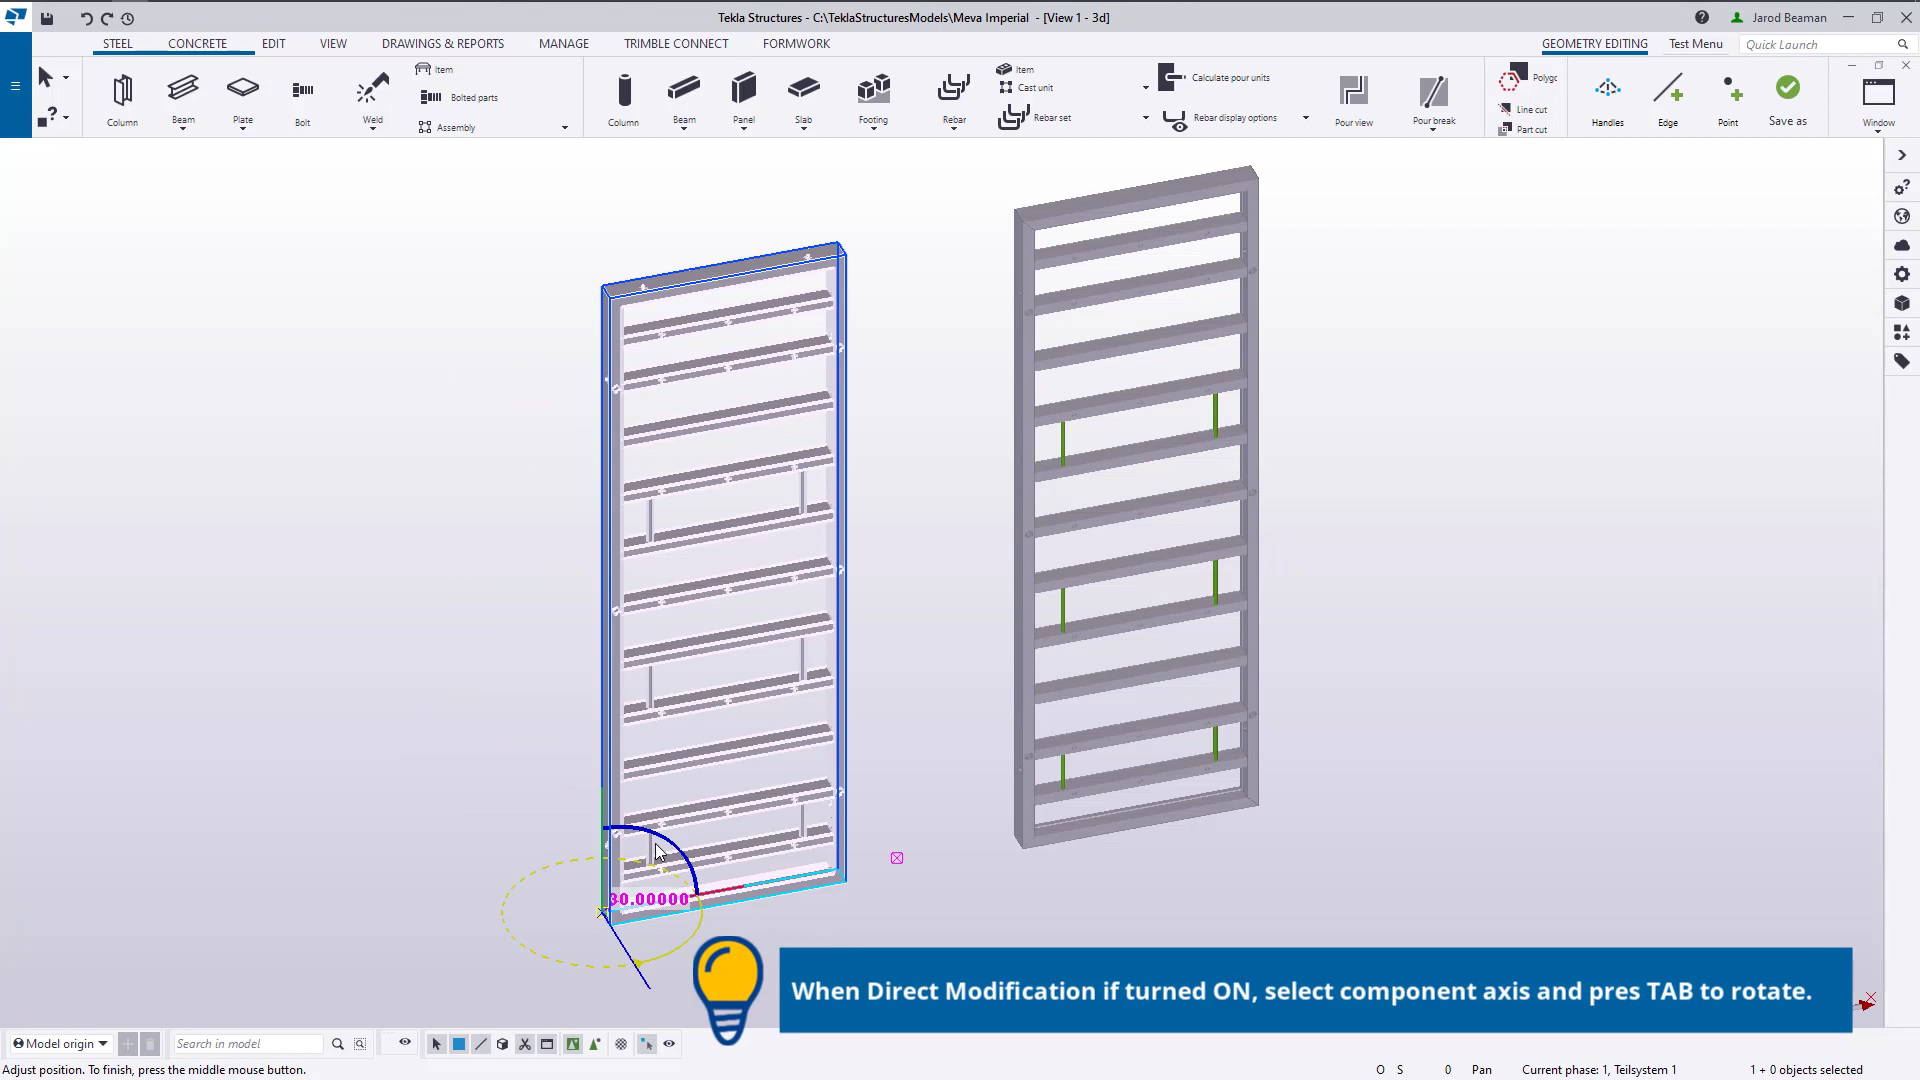 Tekla Structures - C:\TeklaStructuresModels\Meva Imperial - [View 1 - 3d]
Jarod Beaman
STEEL
CONCRETE
EDIT
VIEW
DRAWINGS & REPORTS
MANAGE
TRIMBLE CONNECT
FORMWORK
GEOMETRY EDITING
Test Menu
Quick Launch
Column
Beam
Plate
Bolt
Weld
Item
Bolted parts
Assembly
Column
Beam
Panel
Slab
Footing
Rebar
Item
Cast unit
Rebar set
Calculate pour units
Rebar display options
Pour view
Pour break
Polygc
Line cut
Part cut
Handles
Edge
Point
Save as
Window
30.00000
When Direct Modification if turned ON, select component axis and pres TAB to rotate.
Model origin
Search in model
Adjust position. To finish, press the middle mouse button.
O S 0 Pan Current phase: 1, Teilsystem 1 1 + 0 objects selected